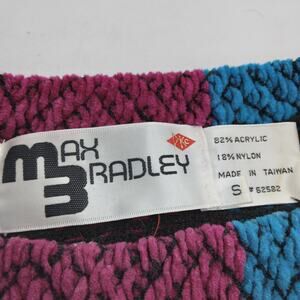 MAX
BRADLEY
82% ACRYLIC
18% NYLON
MADE IN TAIWAN
S # 62582